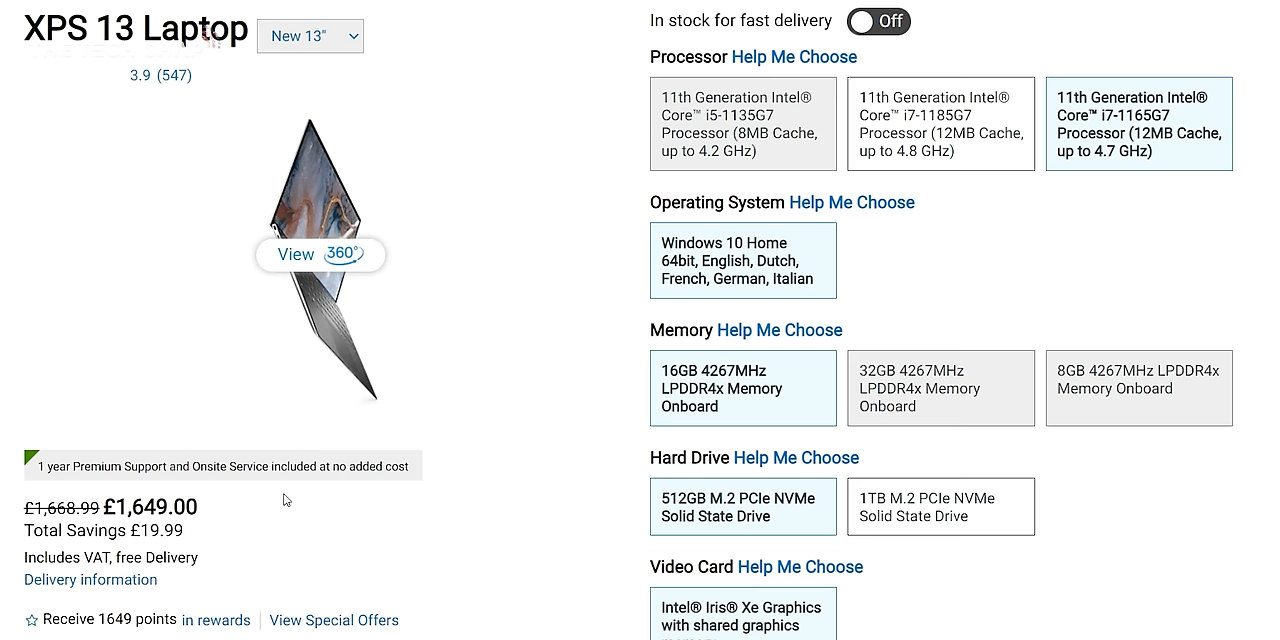 XPS 13 Laptop
New 13"
3.9 (547)
View 360°
1 year Premium Support and Onsite Service included at no added cost
£1,668.99 £1,649.00
Total Savings £19.99
Includes VAT, free Delivery
Delivery information
Receive 1649 points in rewards
View Special Offers
In stock for fast delivery
Off
Processor Help Me Choose
11th Generation Intel®
Core™ i5-1135G7
Processor (8MB Cache,
up to 4.2 GHz)
11th Generation Intel®
Core™ i7-1185G7
Processor (12MB Cache,
up to 4.8 GHz)
11th Generation Intel®
Core™ i7-1165G7
Processor (12MB Cache,
up to 4.7 GHz)
Operating System Help Me Choose
Windows 10 Home
64bit, English, Dutch,
French, German, Italian
Memory Help Me Choose
16GB 4267MHz
LPDDR4x Memory
Onboard
32GB 4267MHz
LPDDR4x Memory
Onboard
8GB 4267MHz LPDDR4x
Memory Onboard
Hard Drive Help Me Choose
512GB M.2 PCIe NVMe
Solid State Drive
1TB M.2 PCIe NVMe
Solid State Drive
Video Card Help Me Choose
Intel® Iris® Xe Graphics
with shared graphics